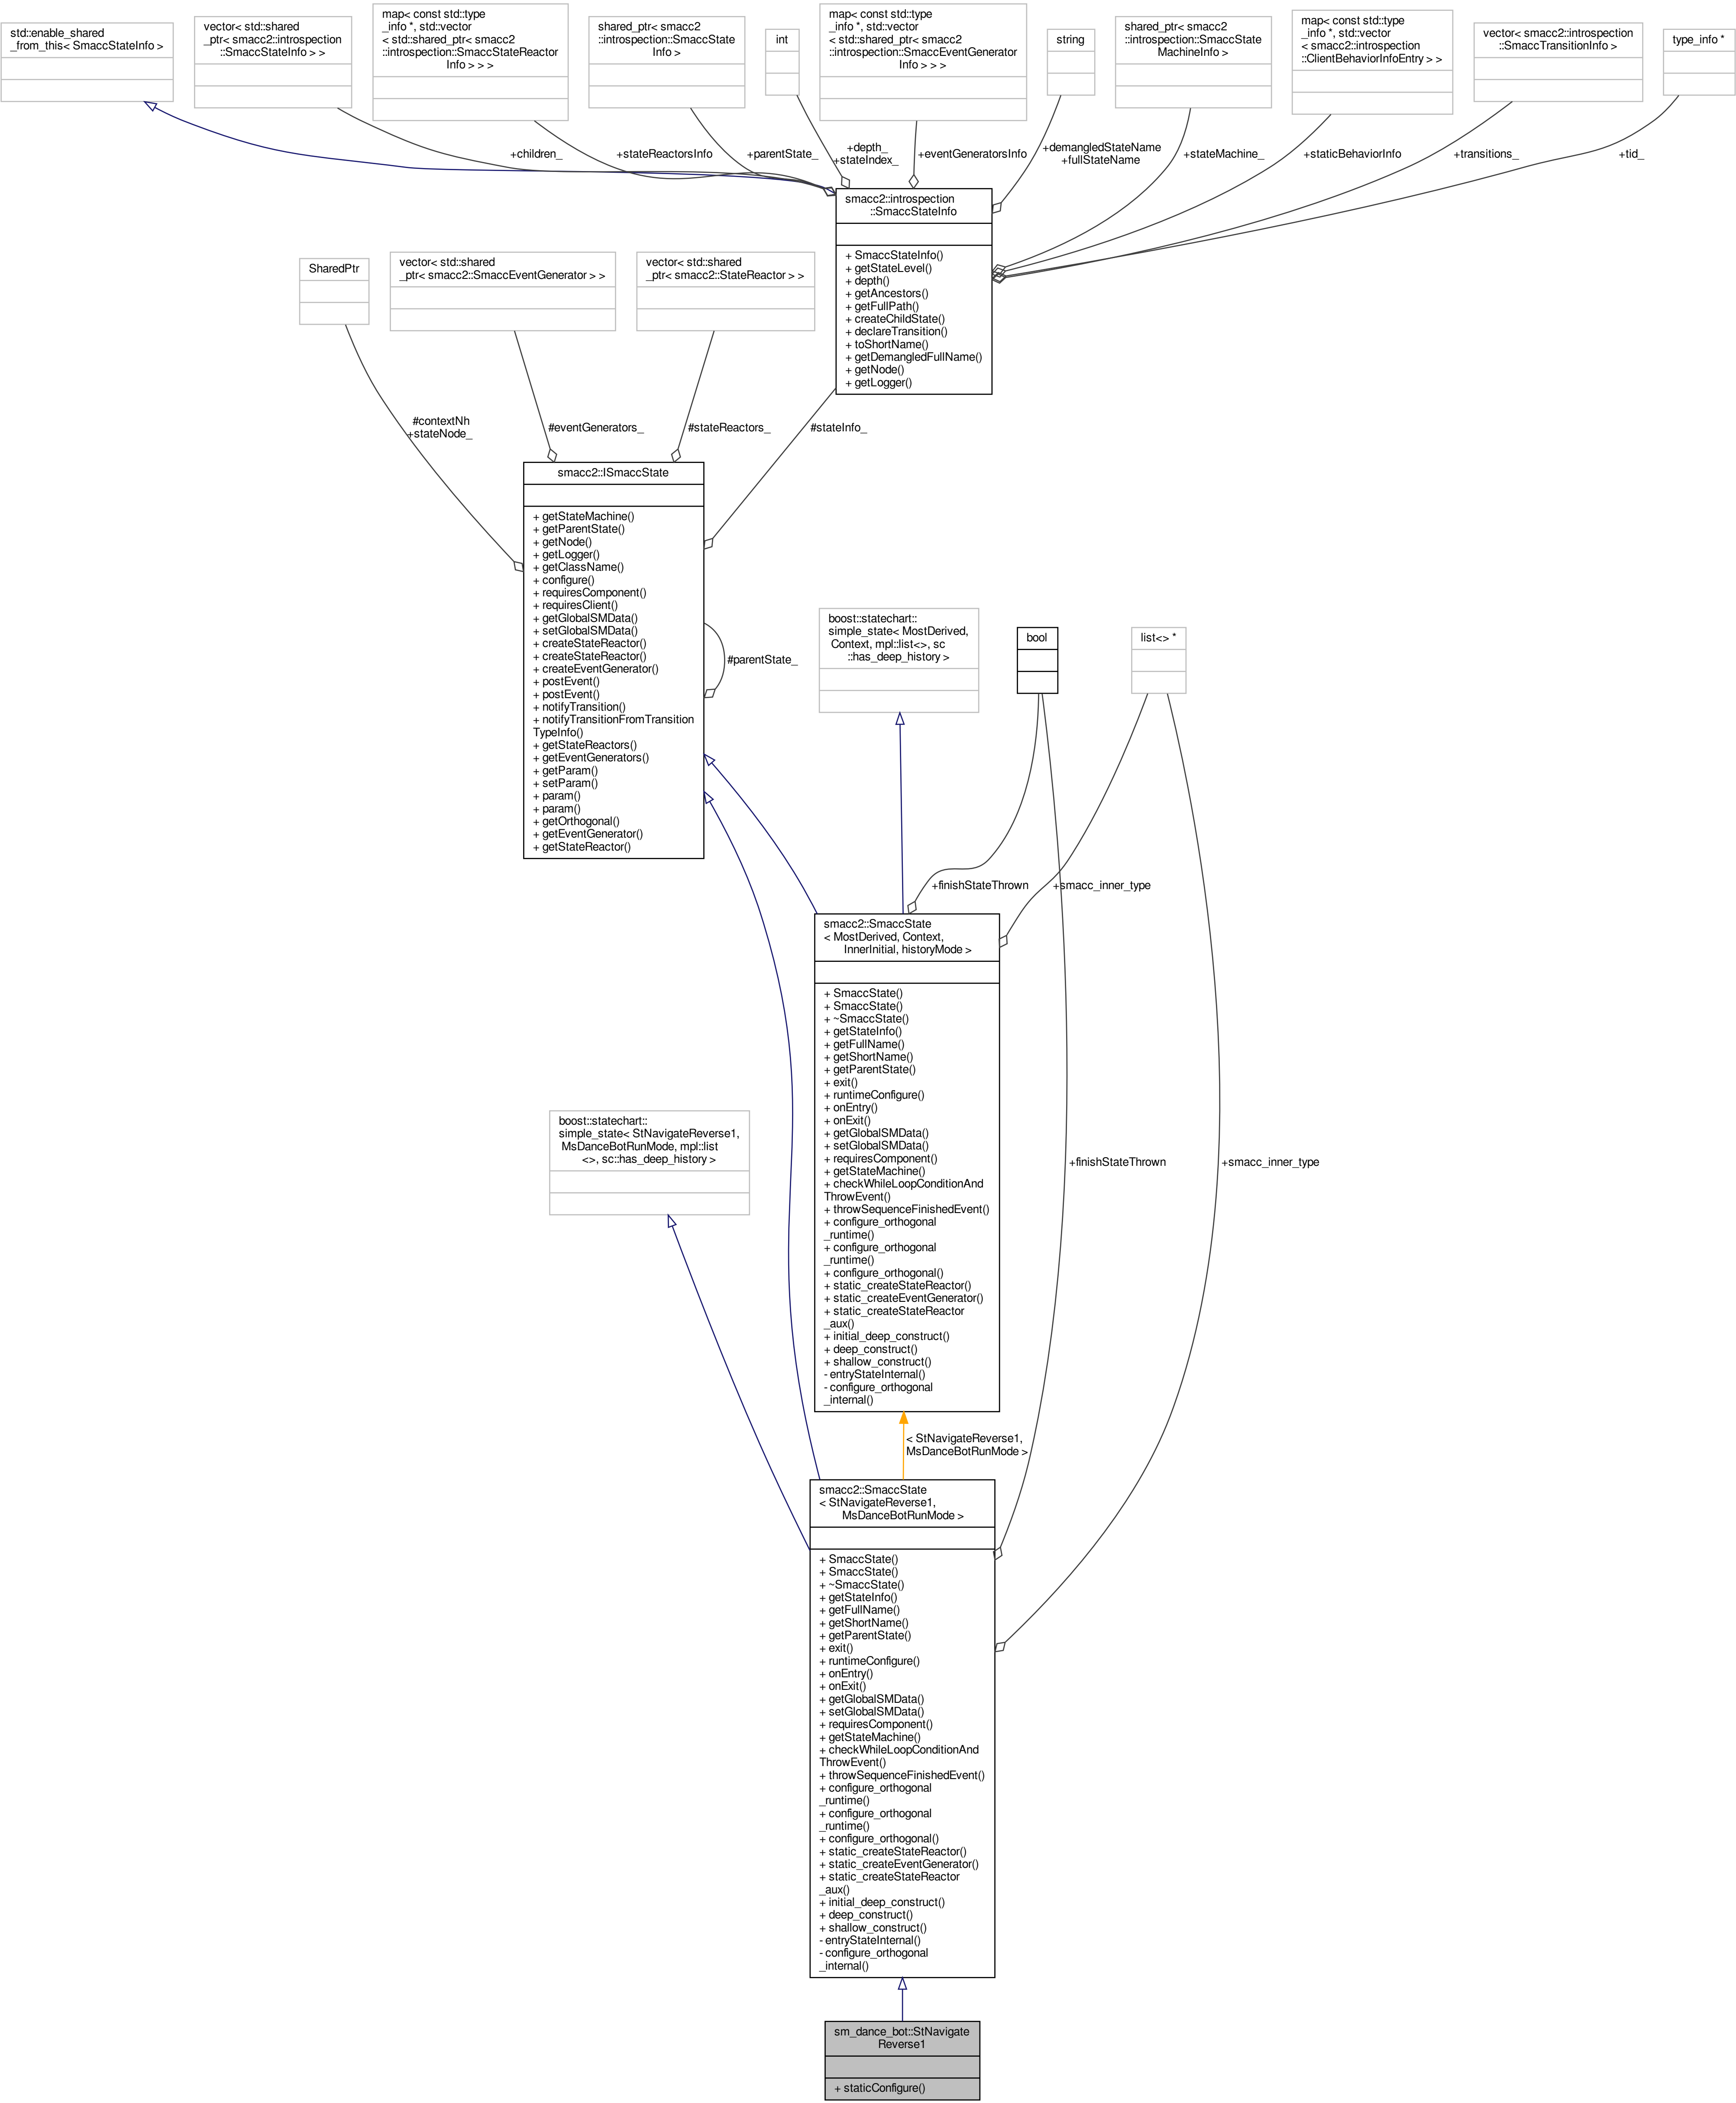 std::enable_shared
_from_this< SmaccStateInfo >
vector< std::shared
_ptr< smacc2::introspection
::SmaccStateInfo > >
map< const std::type
_info *, std::vector
< std::shared_ptr< smacc2
::introspection::SmaccStateReactor
Info > > >
shared_ptr< smacc2
::introspection::SmaccState
Info >
int
map< const std::type
_info *, std::vector
< std::shared_ptr< smacc2
::introspection::SmaccEventGenerator
Info > > >
string
shared_ptr< smacc2
::introspection::SmaccState
MachineInfo >
map< const std::type
_info *, std::vector
< smacc2::introspection
::ClientBehaviorInfoEntry > >
vector< smacc2::introspection
::SmaccTransitionInfo >
type_info *
+children_
+stateReactorsInfo
+parentState_
+depth_
+stateIndex_
+eventGeneratorsInfo
+demangledStateName
+fullStateName
+stateMachine_
+staticBehaviorInfo
+transitions_
+tid_
smacc2::introspection
::SmaccStateInfo
+ SmaccStateInfo()
+ getStateLevel()
+ depth()
+ getAncestors()
+ getFullPath()
+ createChildState()
+ declareTransition()
+ toShortName()
+ getDemangledFullName()
+ getNode()
+ getLogger()
SharedPtr
vector< std::shared
_ptr< smacc2::SmaccEventGenerator > >
vector< std::shared
_ptr< smacc2::StateReactor > >
#contextNh
+stateNode_
#eventGenerators_
#stateReactors_
#stateInfo_
smacc2::ISmaccState
+ getStateMachine()
+ getParentState()
+ getNode()
+ getLogger()
+ getClassName()
+ configure()
+ requiresComponent()
+ requiresClient()
+ getGlobalSMData()
+ setGlobalSMData()
+ createStateReactor()
+ createStateReactor()
+ createEventGenerator()
+ postEvent()
+ postEvent()
+ notifyTransition()
+ notifyTransitionFromTransition
TypeInfo()
+ getStateReactors()
+ getEventGenerators()
+ getParam()
+ setParam()
+ param()
+ param()
+ getOrthogonal()
+ getEventGenerator()
+ getStateReactor()
#parentState_
boost::statechart::
simple_state< MostDerived,
Context, mpl::list<>, sc
::has_deep_history >
bool
list<> *
+finishStateThrown
+smacc_inner_type
smacc2::SmaccState
< MostDerived, Context,
InnerInitial, historyMode >
+ SmaccState()
+ SmaccState()
+ ~SmaccState()
+ getStateInfo()
+ getFullName()
+ getShortName()
+ getParentState()
+ exit()
+ runtimeConfigure()
+ onEntry()
+ onExit()
+ getGlobalSMData()
+ setGlobalSMData()
+ requiresComponent()
+ getStateMachine()
+ checkWhileLoopConditionAnd
ThrowEvent()
+ throwSequenceFinishedEvent()
+ configure_orthogonal
_runtime()
+ configure_orthogonal
_runtime()
+ configure_orthogonal()
+ static_createStateReactor()
+ static_createEventGenerator()
+ static_createStateReactor
_aux()
+ initial_deep_construct()
+ deep_construct()
+ shallow_construct()
- entryStateInternal()
- configure_orthogonal
_internal()
boost::statechart::
simple_state< StNavigateReverse1,
MsDanceBotRunMode, mpl::list
<>, sc::has_deep_history >
+finishStateThrown
+smacc_inner_type
< StNavigateReverse1,
MsDanceBotRunMode >
smacc2::SmaccState
< StNavigateReverse1,
MsDanceBotRunMode >
+ SmaccState()
+ SmaccState()
+ ~SmaccState()
+ getStateInfo()
+ getFullName()
+ getShortName()
+ getParentState()
+ exit()
+ runtimeConfigure()
+ onEntry()
+ onExit()
+ getGlobalSMData()
+ setGlobalSMData()
+ requiresComponent()
+ getStateMachine()
+ checkWhileLoopConditionAnd
ThrowEvent()
+ throwSequenceFinishedEvent()
+ configure_orthogonal
_runtime()
+ configure_orthogonal
_runtime()
+ configure_orthogonal()
+ static_createStateReactor()
+ static_createEventGenerator()
+ static_createStateReactor
_aux()
+ initial_deep_construct()
+ deep_construct()
+ shallow_construct()
- entryStateInternal()
- configure_orthogonal
_internal()
sm_dance_bot::StNavigate
Reverse1
+ staticConfigure()